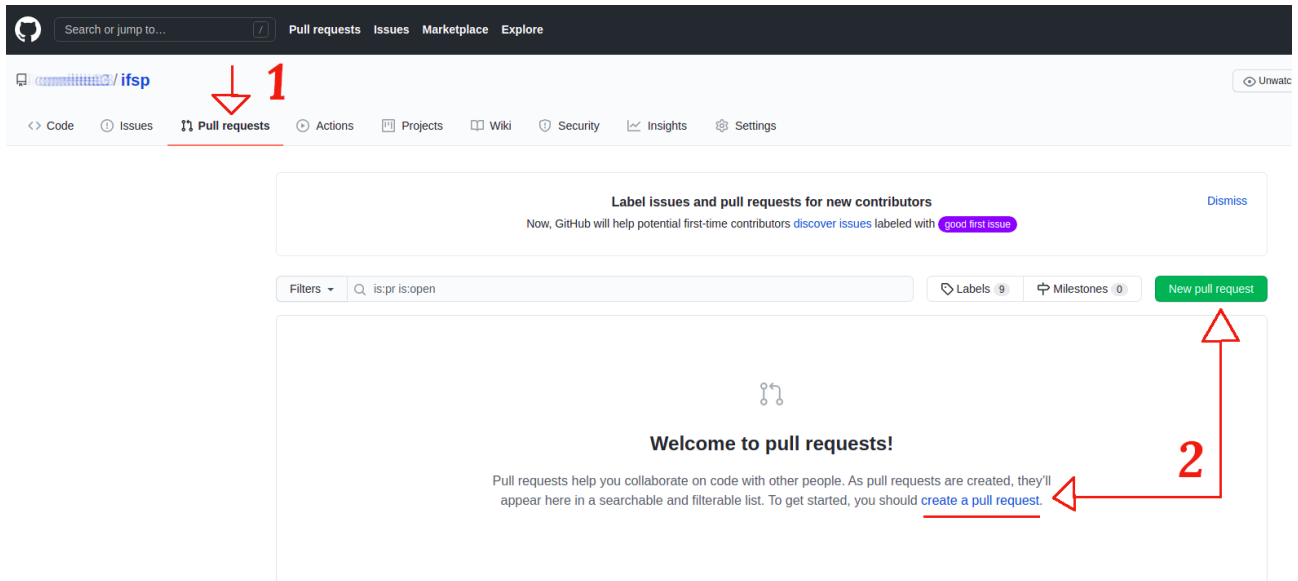 Search or jump to... /
Pull requests Issues Marketplace Explore
/ ifsp
1
Unwatc
Code Issues Pull requests Actions Projects Wiki Security Insights Settings
Label issues and pull requests for new contributors
Dismiss
Now, GitHub will help potential first-time contributors discover issues labeled with good first issue
Filters is:pr is:open
Labels 9 Milestones 0 New pull request
Welcome to pull requests!
2
Pull requests help you collaborate on code with other people. As pull requests are created, they'll
appear here in a searchable and filterable list. To get started, you should create a pull request.